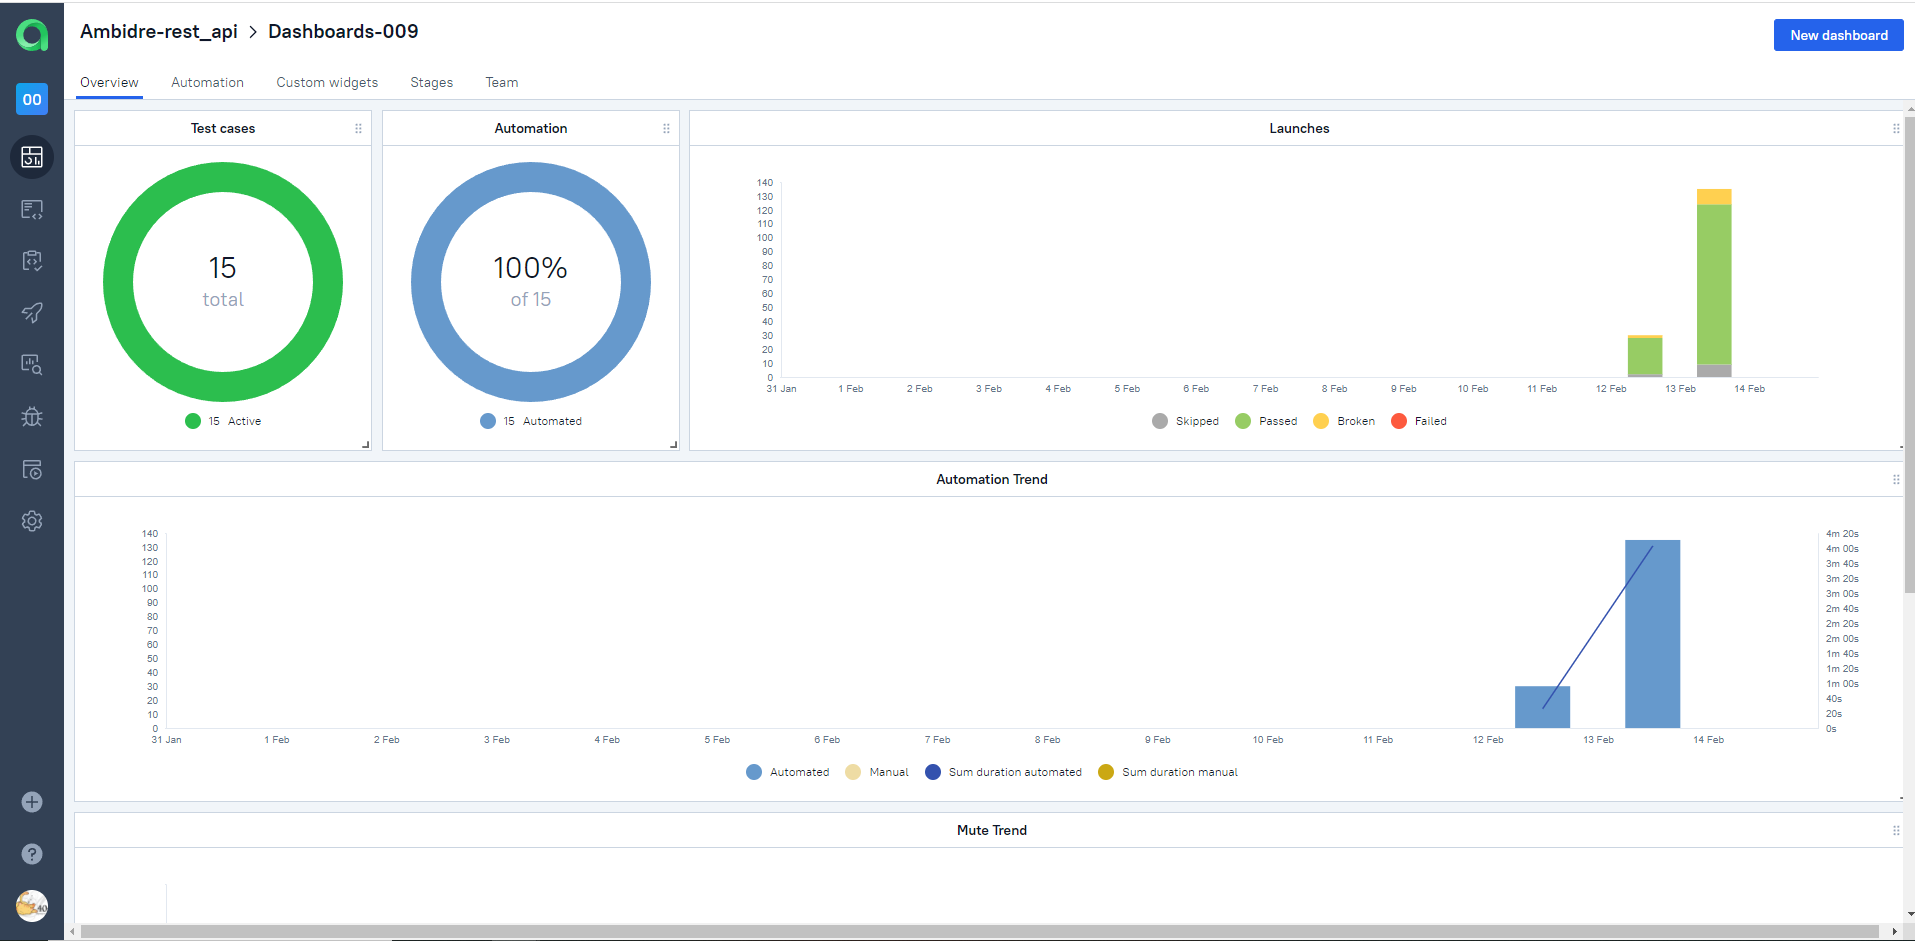 Ambidre-rest_api > Dashboards-009
New dashboard
Overview Automation Custom widgets Stages Team
00
Test cases
15
total
15 Active
Automation
100%
of 15
15 Automated
Launches
140
130
120
110
100
90
80
70
60
50
40
30
20
10
0
31 Jan 1 Feb 2 Feb 3 Feb 4 Feb 5 Feb 6 Feb 7 Feb 8 Feb 9 Feb 10 Feb 11 Feb 12 Feb 13 Feb 14 Feb
Skipped Passed Broken Failed
Automation Trend
140
130
120
110
100
90
80
70
60
50
40
30
20
10
0
4m 20s
4m 00s
3m 40s
3m 20s
3m 00s
2m 40s
2m 20s
2m 00s
1m 40s
1m 20s
1m 00s
40s
20s
0s
31 Jan 1 Feb 2 Feb 3 Feb 4 Feb 5 Feb 6 Feb 7 Feb 8 Feb 9 Feb 10 Feb 11 Feb 12 Feb 13 Feb 14 Feb
Automated Manual Sum duration automated Sum duration manual
Mute Trend